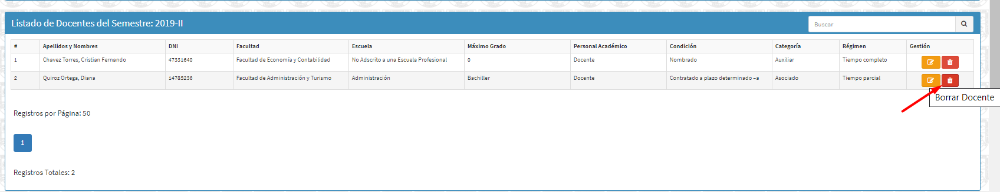 Listado de Docentes del Semestre: 2019-II
Buscar
# Apellidos y Nombres DNI Facultad Escuela Máximo Grado Personal Académico Condición Categoría Régimen Gestión
1 Chavez Torres, Cristian Fernando 47331640 Facultad de Economía y Contabilidad No Adscrito a una Escuela Profesional 0 Docente Nombrado Auxiliar Tiempo completo
2 Quiroz Ortega, Diana 14785236 Facultad de Administración y Turismo Administración Bachiller Docente Contratado a plazo determinado –a Asociado Tiempo parcial
Borrar Docente
Registros por Página: 50
1
Registros Totales: 2